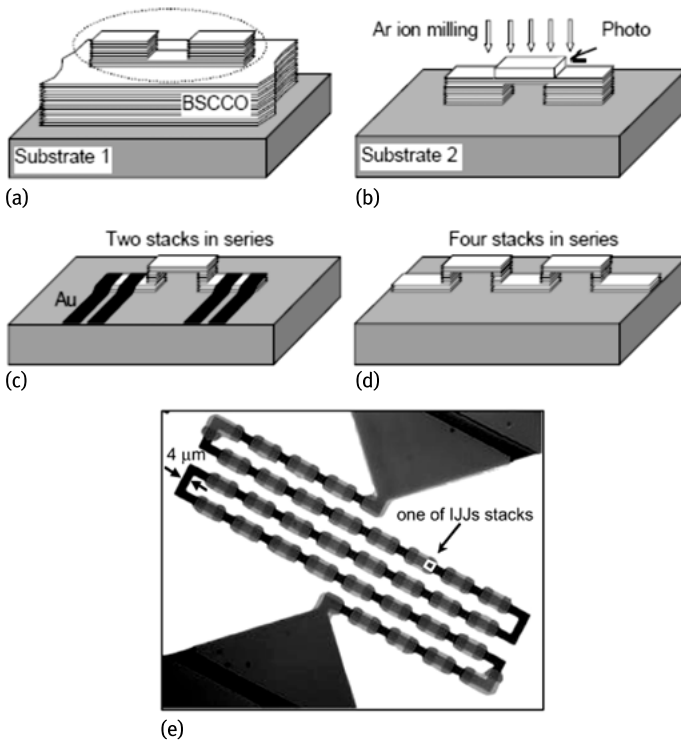 BSCCO
Substrate 1
(a)
Ar ion milling
Photo
Substrate 2
(b)
Two stacks in series
Au
(c)
Four stacks in series
(d)
4 μm
one of IJJs stacks
(e)